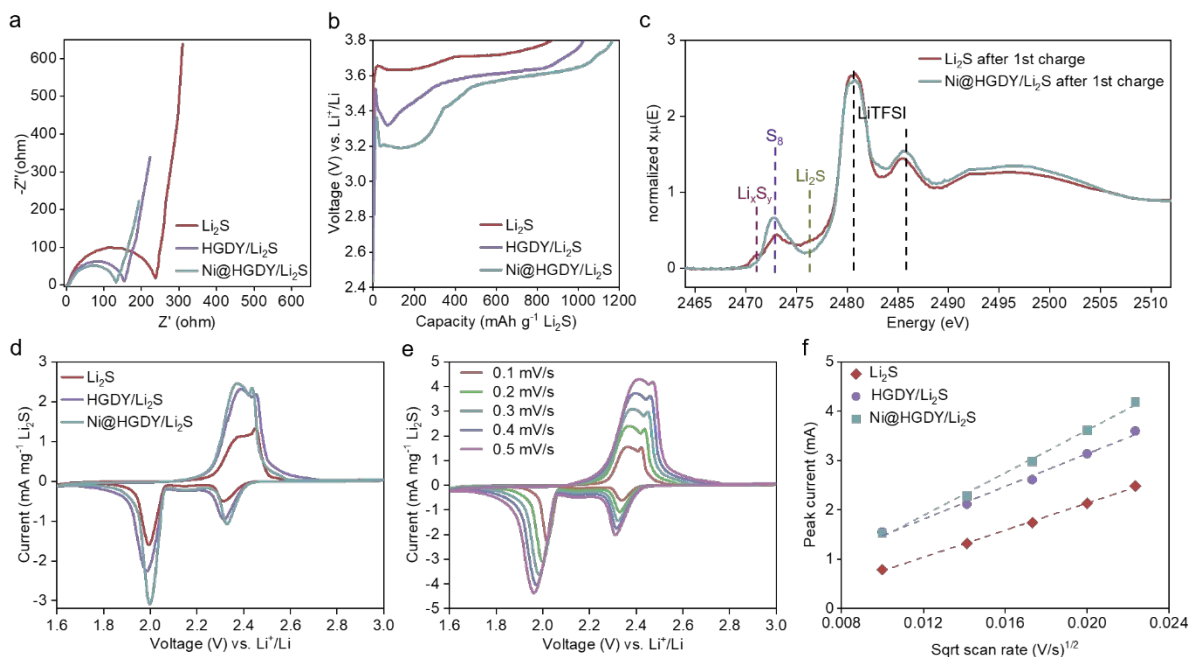 a
600
500
400
300
200
100
0
-Z''(ohm)
Li₂S
HGDY/Li₂S
Ni@HGDY/Li₂S
0 100 200 300 400 500 600
Z' (ohm)
b
3.8
3.6
3.4
3.2
3.0
2.8
2.6
2.4
Voltage (V) vs. Li⁺/Li
Li₂S
HGDY/Li₂S
Ni@HGDY/Li₂S
0 200 400 600 800 1000 1200
Capacity (mAh g⁻¹ Li₂S)
c
3
2
1
0
normalized xμ(E)
Li₂S after 1st charge
Ni@HGDY/Li₂S after 1st charge
LiTFSI
S₈
Li₂S
LiₓSᵧ
2465 2470 2475 2480 2485 2490 2495 2500 2505 2510
Energy (eV)
d
3
2
1
0
-1
-2
-3
Current (mA mg⁻¹ Li₂S)
Li₂S
HGDY/Li₂S
Ni@HGDY/Li₂S
1.6 1.8 2.0 2.2 2.4 2.6 2.8 3.0
Voltage (V) vs. Li⁺/Li
e
5
4
3
2
1
0
-1
-2
-3
-4
-5
Current (mA mg⁻¹ Li₂S)
0.1 mV/s
0.2 mV/s
0.3 mV/s
0.4 mV/s
0.5 mV/s
1.6 1.8 2.0 2.2 2.4 2.6 2.8 3.0
Voltage (V) vs. Li⁺/Li
f
6
4
2
0
Peak current (mA)
Li₂S
HGDY/Li₂S
Ni@HGDY/Li₂S
0.008 0.012 0.016 0.020 0.024
Sqrt scan rate (V/s)¹ᐟ²